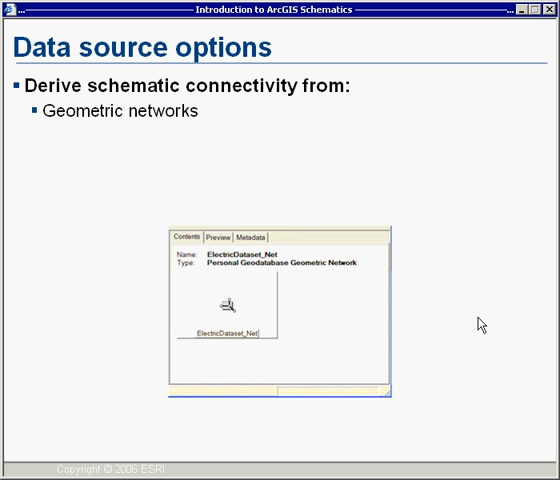 Introduction to ArcGIS Schematics
Data source options
Derive schematic connectivity from:
Geometric networks
Contents Preview Metadata
Name: ElectricDataset_Net
Type: Personal Geodatabase Geometric Network
ElectricDataset_Net
Copyright © 2006 ESRI